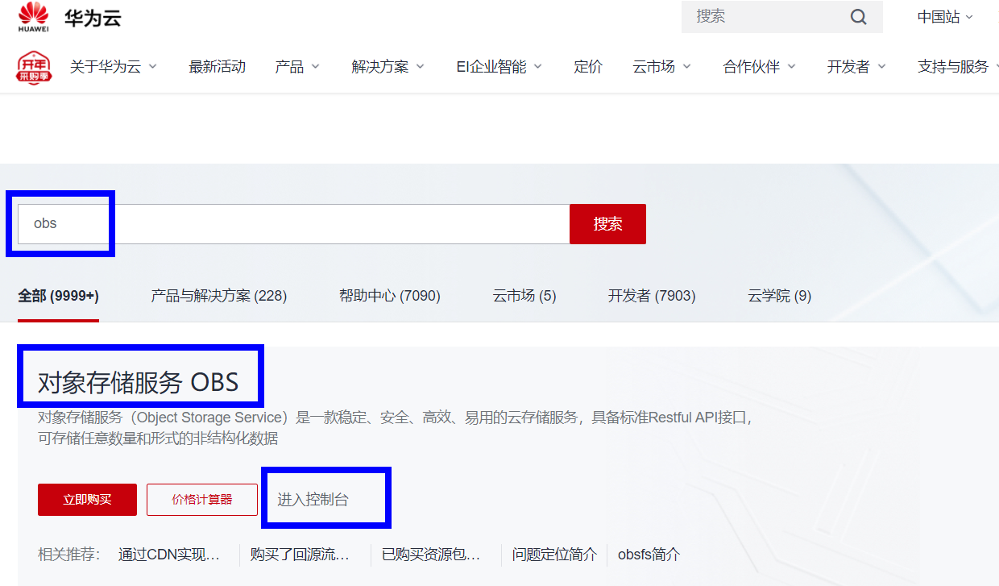 HUAWEI
华为云
搜索
中国站
开年
采购季
关于华为云
最新活动
产品
解决方案
EI企业智能
定价
云市场
合作伙伴
开发者
支持与服务
obs
搜索
全部 (9999+)
产品与解决方案 (228)
帮助中心 (7090)
云市场 (5)
开发者 (7903)
云学院 (9)
对象存储服务 OBS
对象存储服务（Object Storage Service）是一款稳定、安全、高效、易用的云存储服务，具备标准Restful API接口，
可存储任意数量和形式的非结构化数据
立即购买
价格计算器
进入控制台
相关推荐：
通过CDN实现...
购买了回源流...
已购买资源包...
问题定位简介
obsfs简介